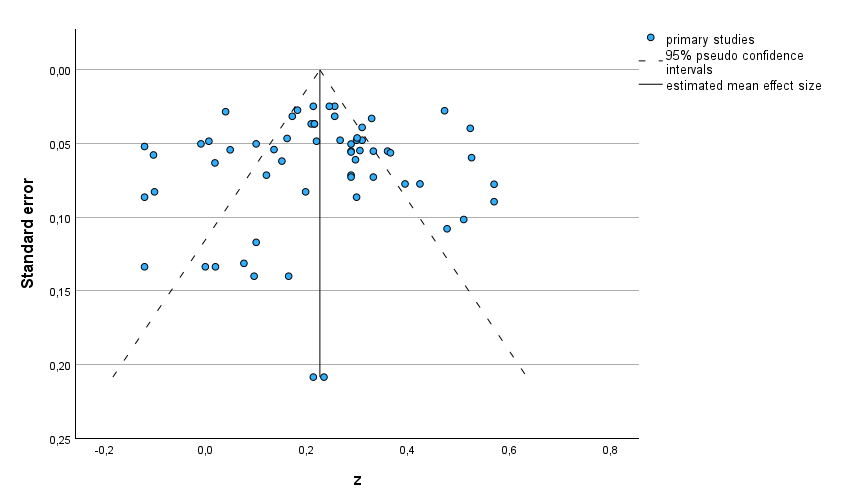 primary studies
95% pseudo confidence
intervals
estimated mean effect size
Standard error
0,00
0,05
0,10
0,15
0,20
0,25
-0,2
0,0
0,2
0,4
0,6
0,8
z